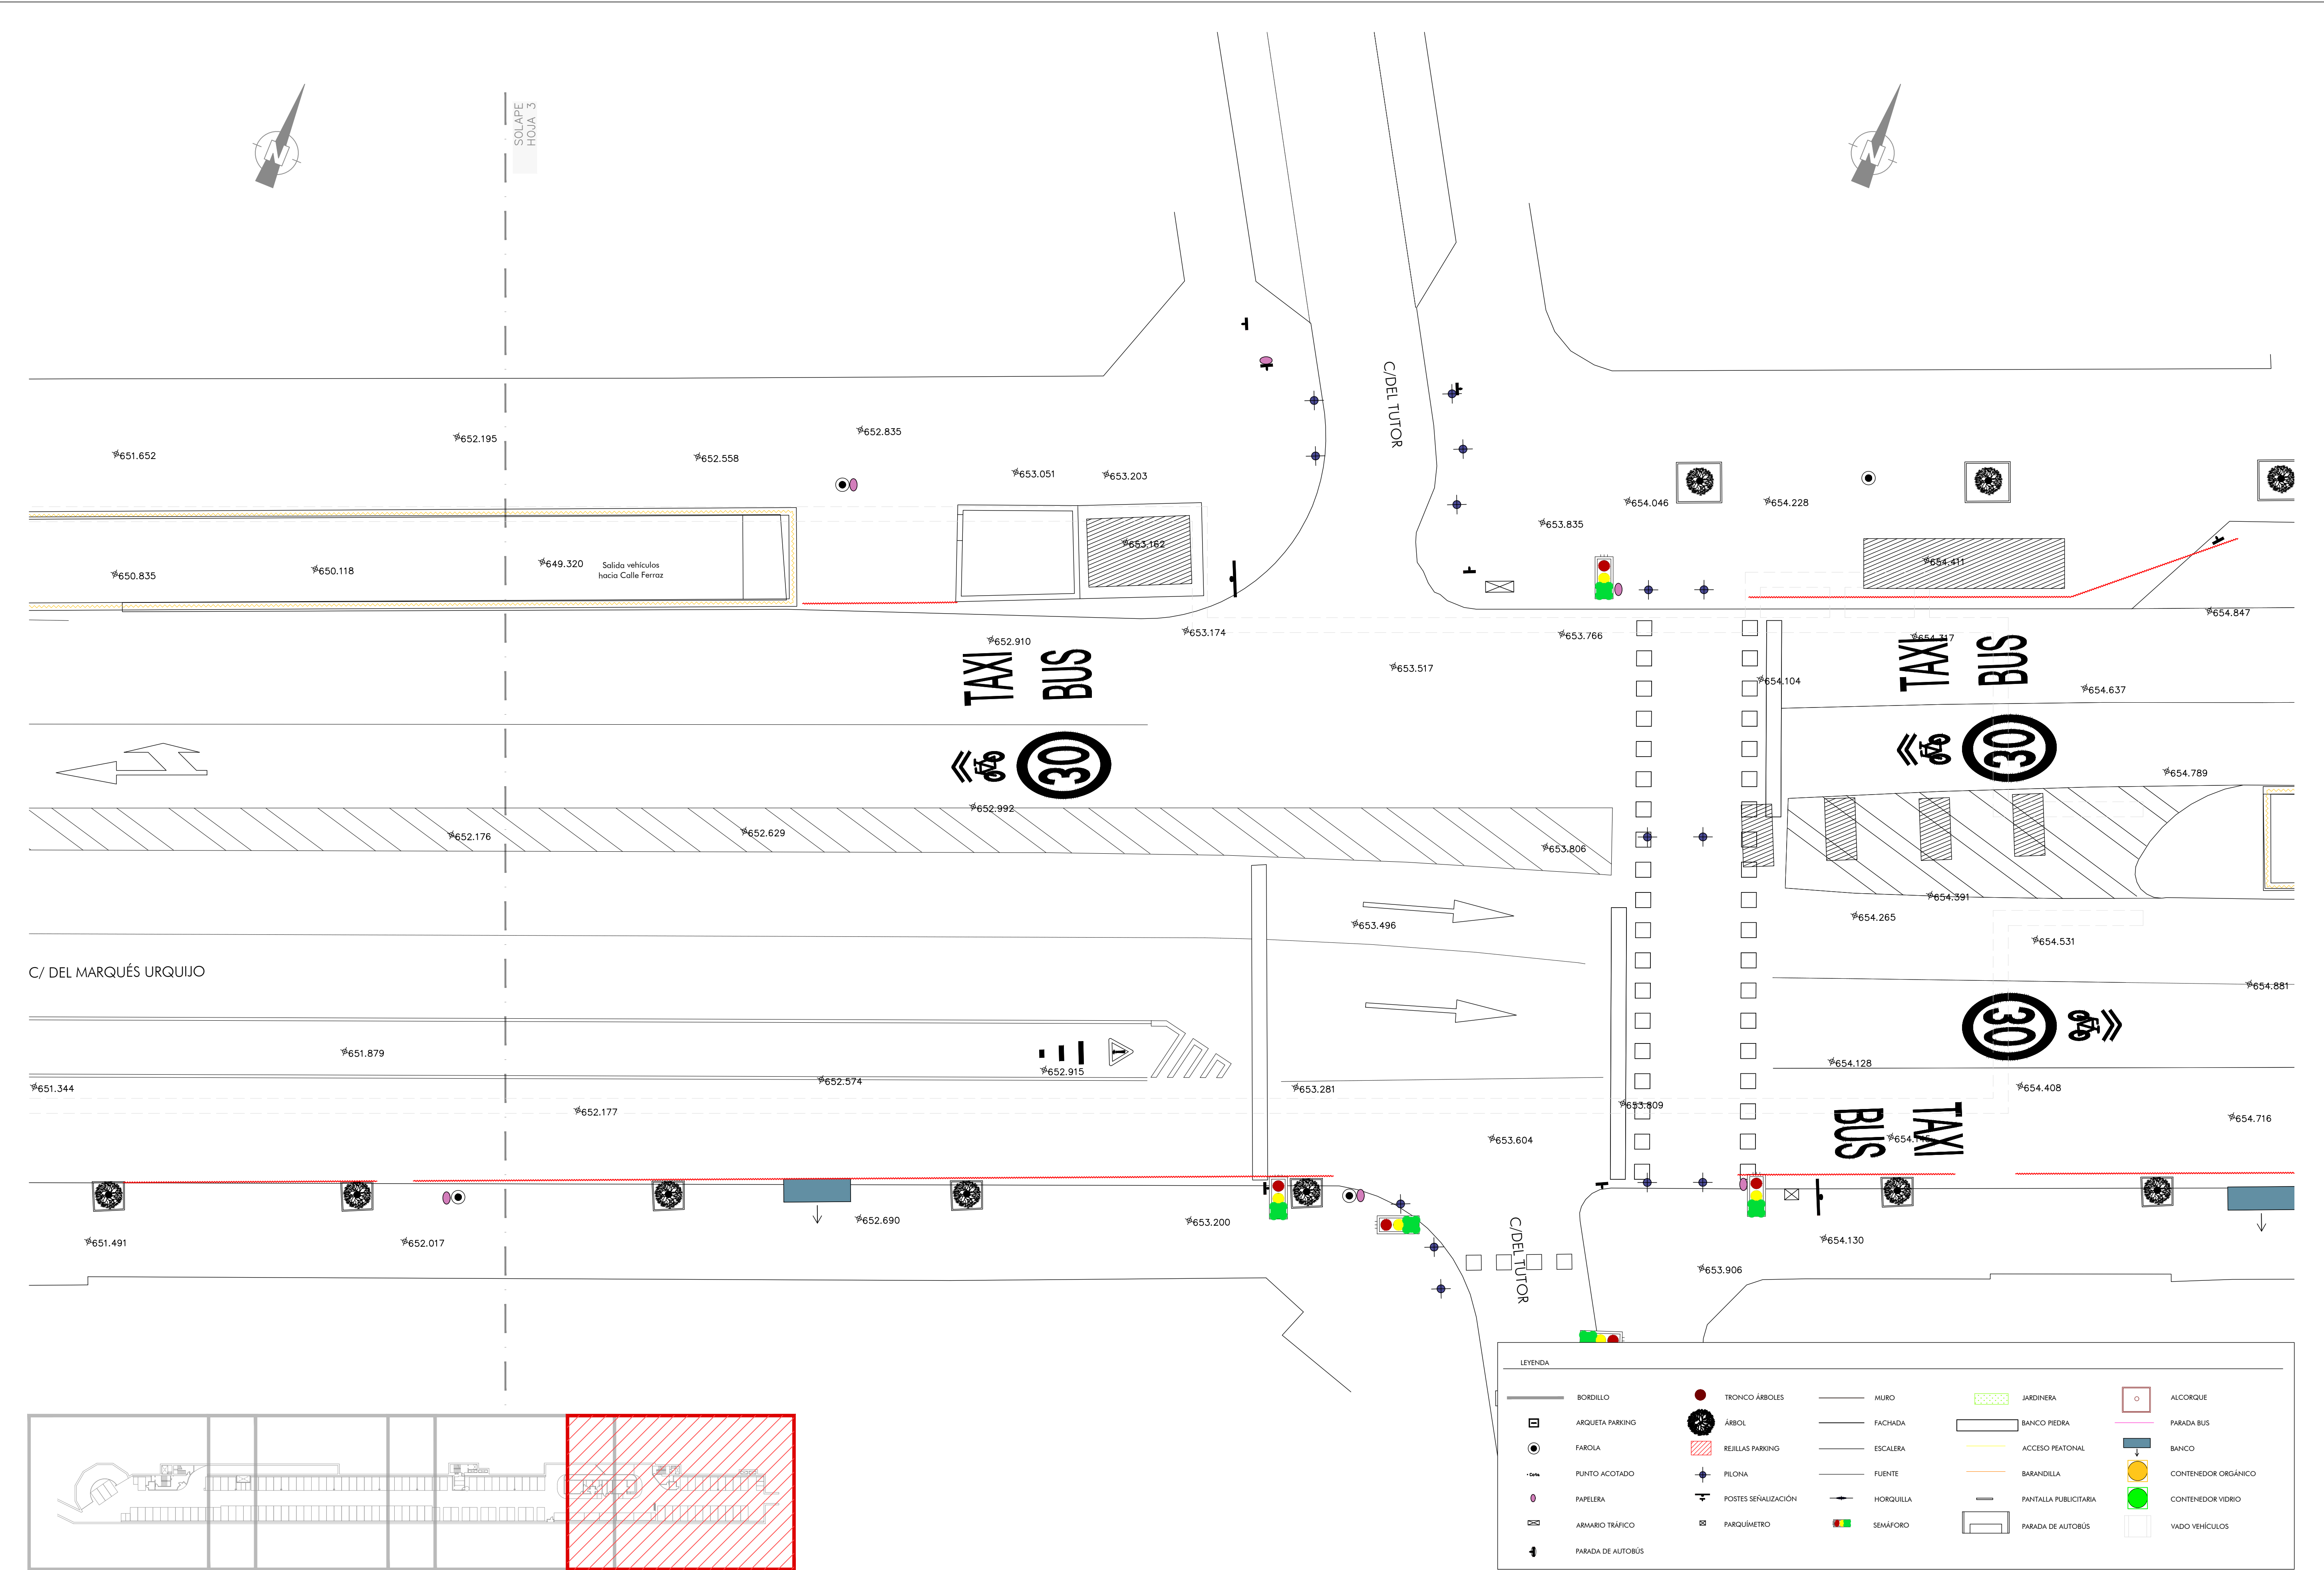 SOLAPE
HOJA 3
N
N
C/DEL TUTOR
652.835
652.195
651.652
652.558
653.051
653.203
654.046
654.228
653.835
653.162
654.411
649.320
Salida vehículos
hacia Calle Ferraz
650.118
650.835
654.847
653.174
653.766
652.910
654.317
653.517
TAXI
BUS
TAXI
BUS
654.104
654.637
30
30
654.789
652.992
652.629
652.176
653.806
654.391
654.265
653.496
654.531
C/ DEL MARQUÉS URQUIJO
654.881
30
651.879
652.915
654.128
652.574
651.344
653.281
654.408
653.809
652.177
654.716
BUS
TAXI
653.604
652.690
653.200
651.491
652.017
654.130
C/DEL TUTOR
653.906
LEYENDA
BORDILLO
TRONCO ÁRBOLES
MURO
JARDINERA
ALCORQUE
ARQUETA PARKING
ÁRBOL
FACHADA
BANCO PIEDRA
PARADA BUS
FAROLA
REJILLAS PARKING
ESCALERA
ACCESO PEATONAL
BANCO
Cota
PUNTO ACOTADO
PILONA
FUENTE
BARANDILLA
CONTENEDOR ORGÁNICO
PAPELERA
POSTES SEÑALIZACIÓN
HORQUILLA
PANTALLA PUBLICITARIA
CONTENEDOR VIDRIO
ARMARIO TRÁFICO
PARQUÍMETRO
SEMÁFORO
PARADA DE AUTOBÚS
VADO VEHÍCULOS
PARADA DE AUTOBÚS